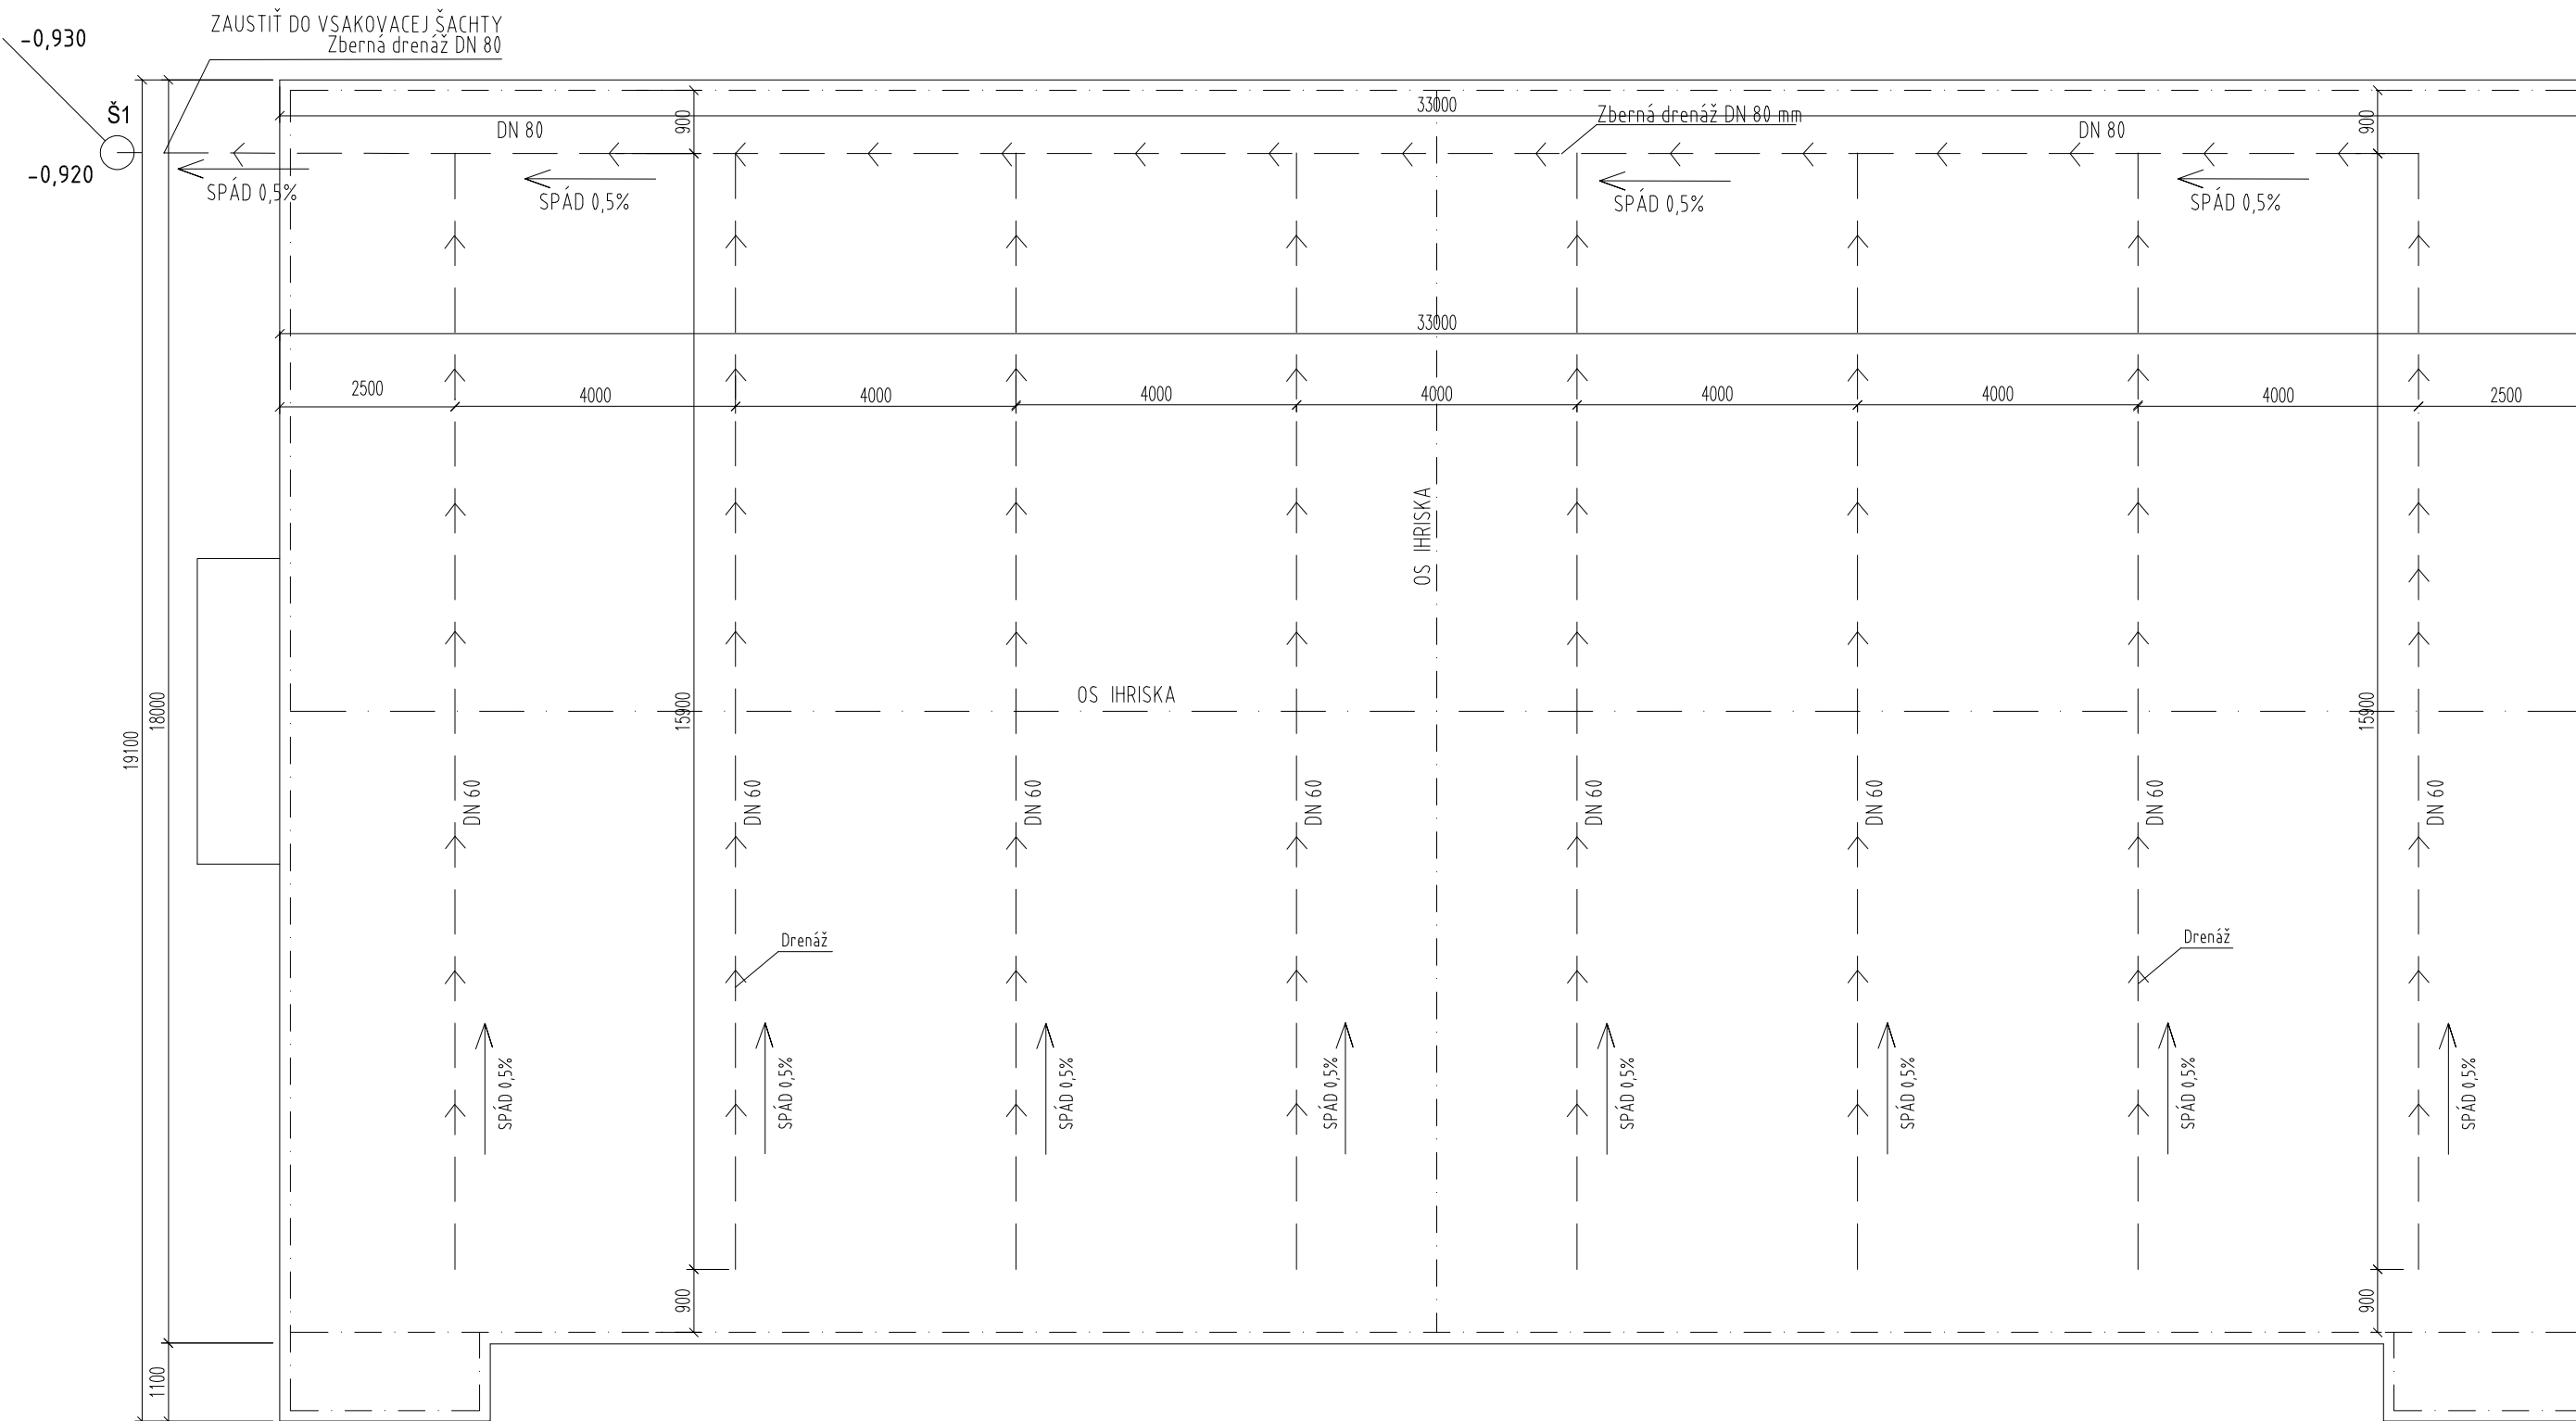 ZAUSTIŤ DO VSAKOVACEJ ŠACHTY
Zberná drenáž DN 80
-0,930
Š1
-0,920
SPÁD 0,5%
DN 80
SPÁD 0,5%
900
33000
Zberná drenáž DN 80 mm
SPÁD 0,5%
DN 80
SPÁD 0,5%
900
33000
2500
4000
4000
4000
4000
4000
4000
4000
2500
OS IHRISKA
OS IHRISKA
19100
18000
15900
15900
DN 60
DN 60
DN 60
DN 60
DN 60
DN 60
DN 60
DN 60
Drenáž
Drenáž
SPÁD 0,5%
SPÁD 0,5%
SPÁD 0,5%
SPÁD 0,5%
SPÁD 0,5%
SPÁD 0,5%
SPÁD 0,5%
SPÁD 0,5%
900
900
1100